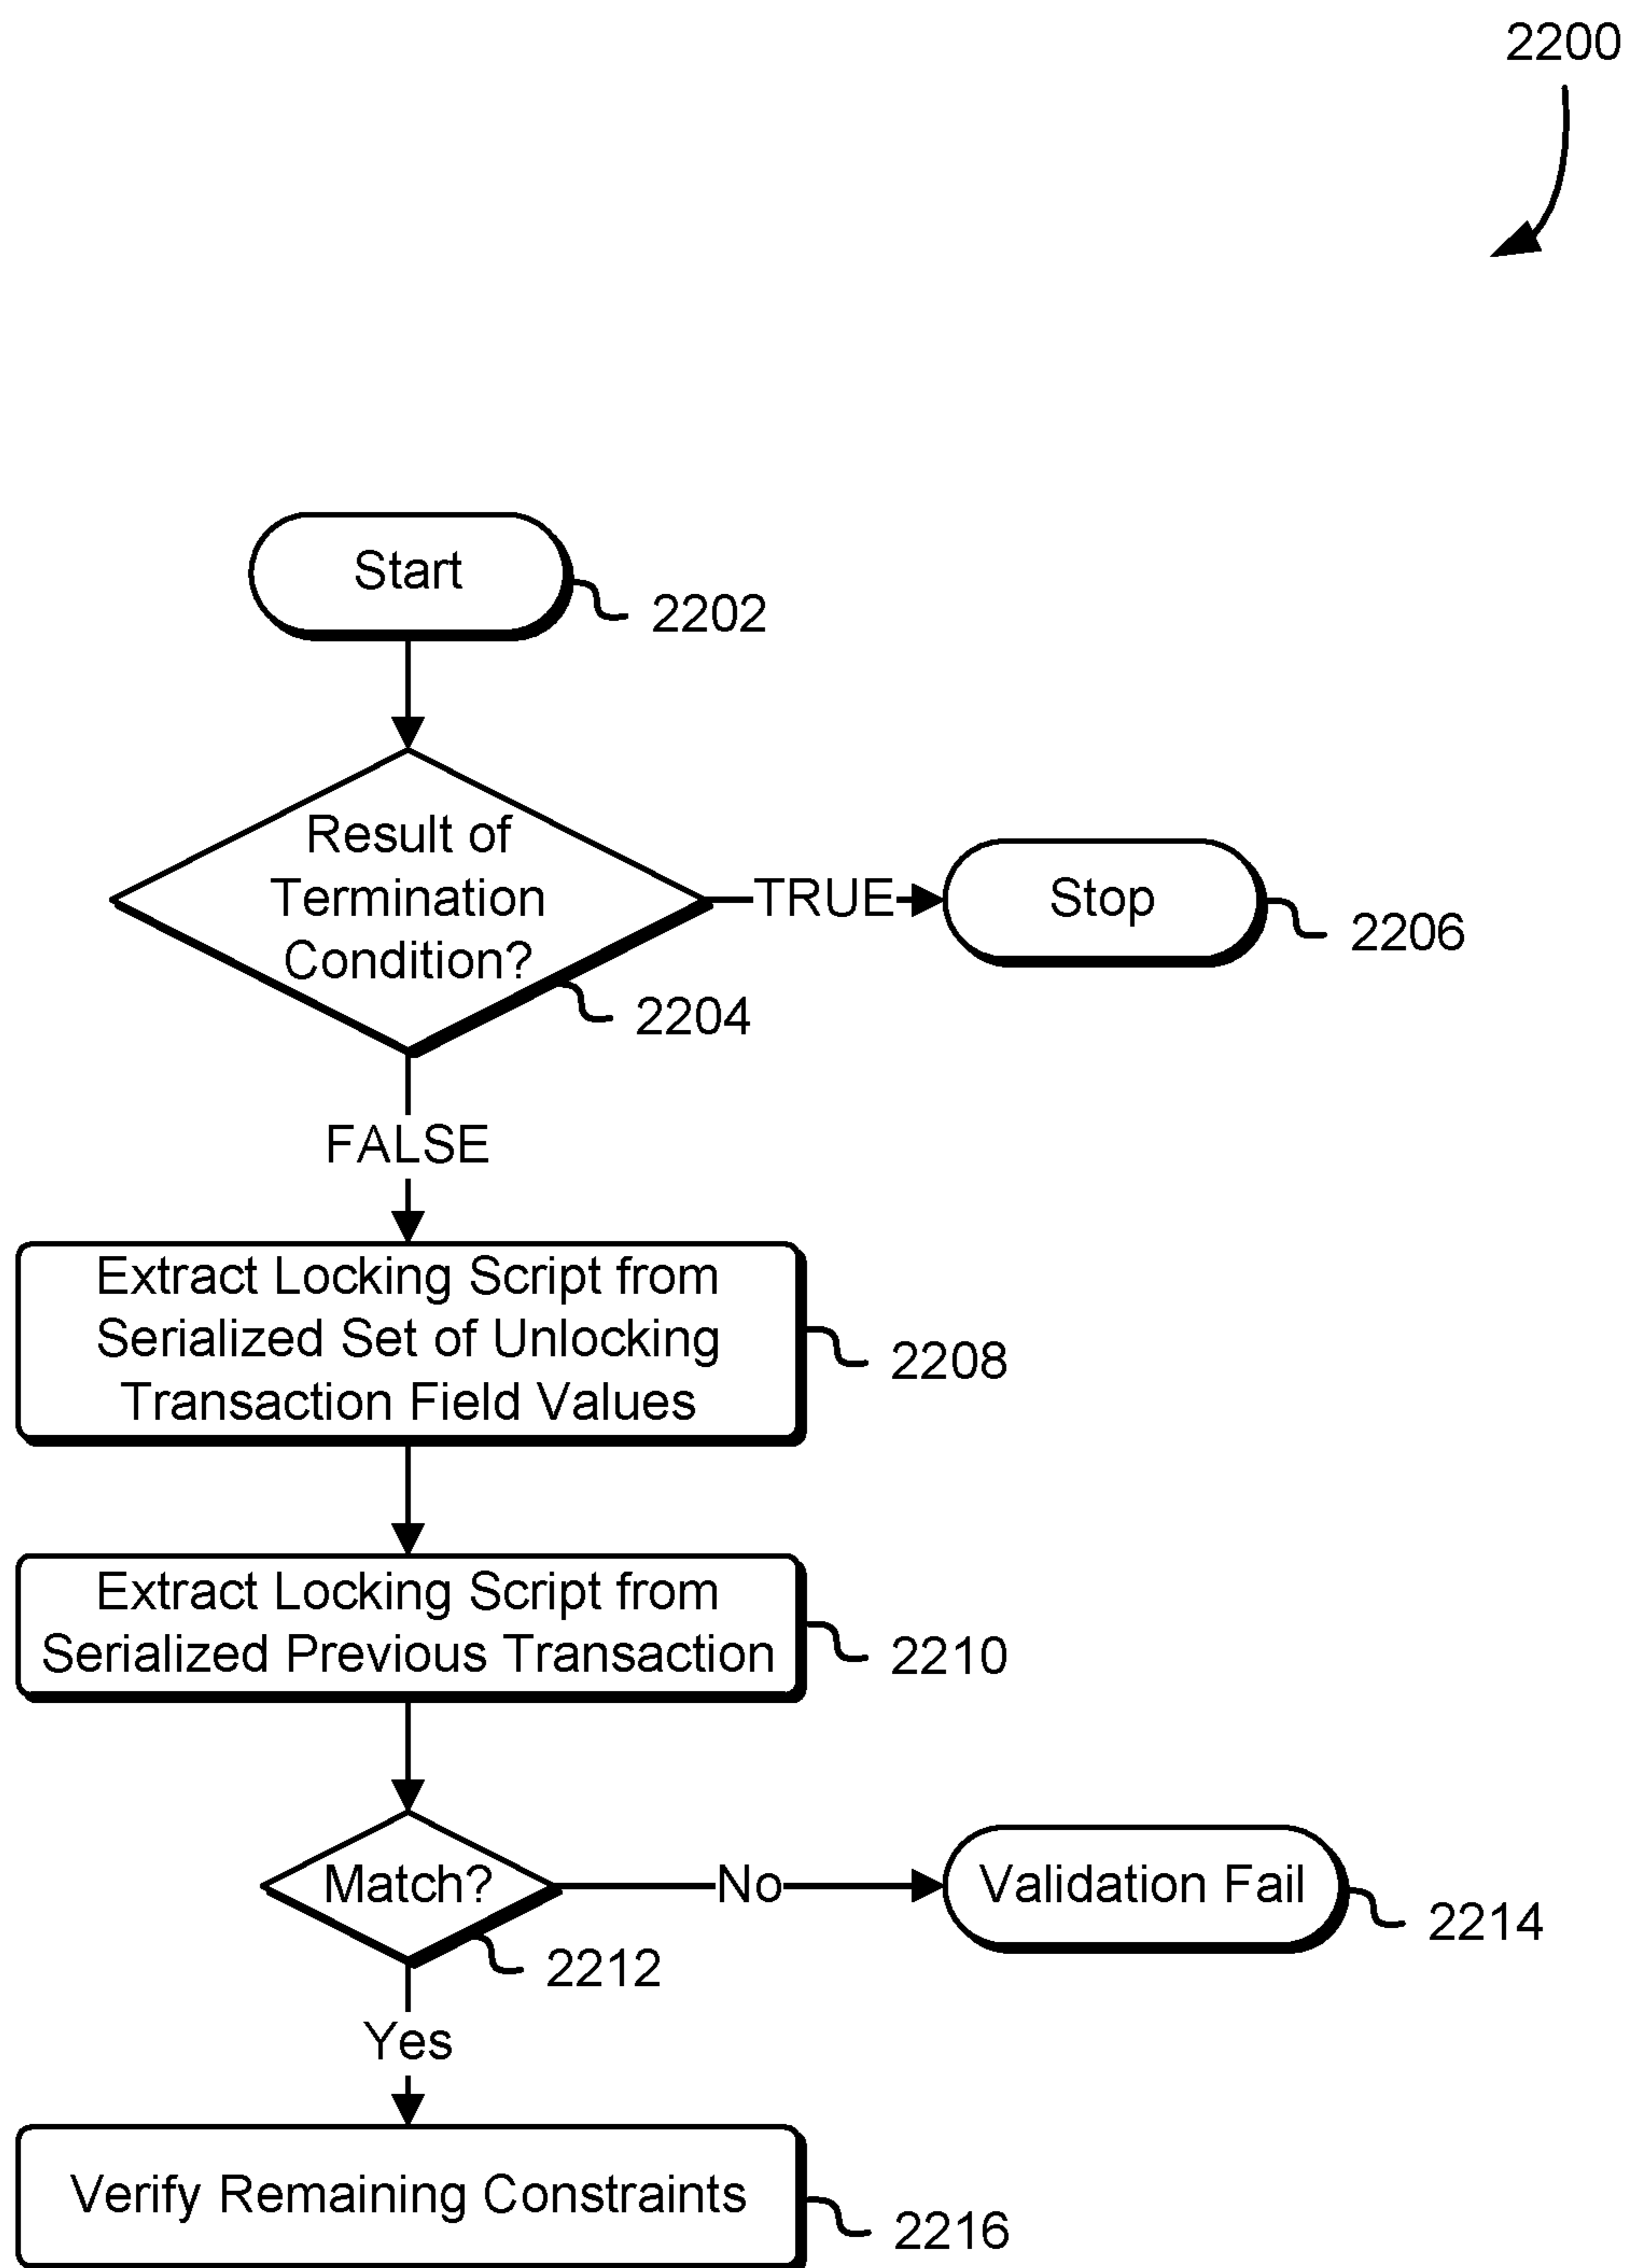 2200
Start
2202
Result of
Termination
Condition?
2204
TRUE
Stop
2206
FALSE
Extract Locking Script from
Serialized Set of Unlocking
Transaction Field Values
2208
Extract Locking Script from
Serialized Previous Transaction
2210
Match?
2212
No
Validation Fail
2214
Yes
Verify Remaining Constraints
2216